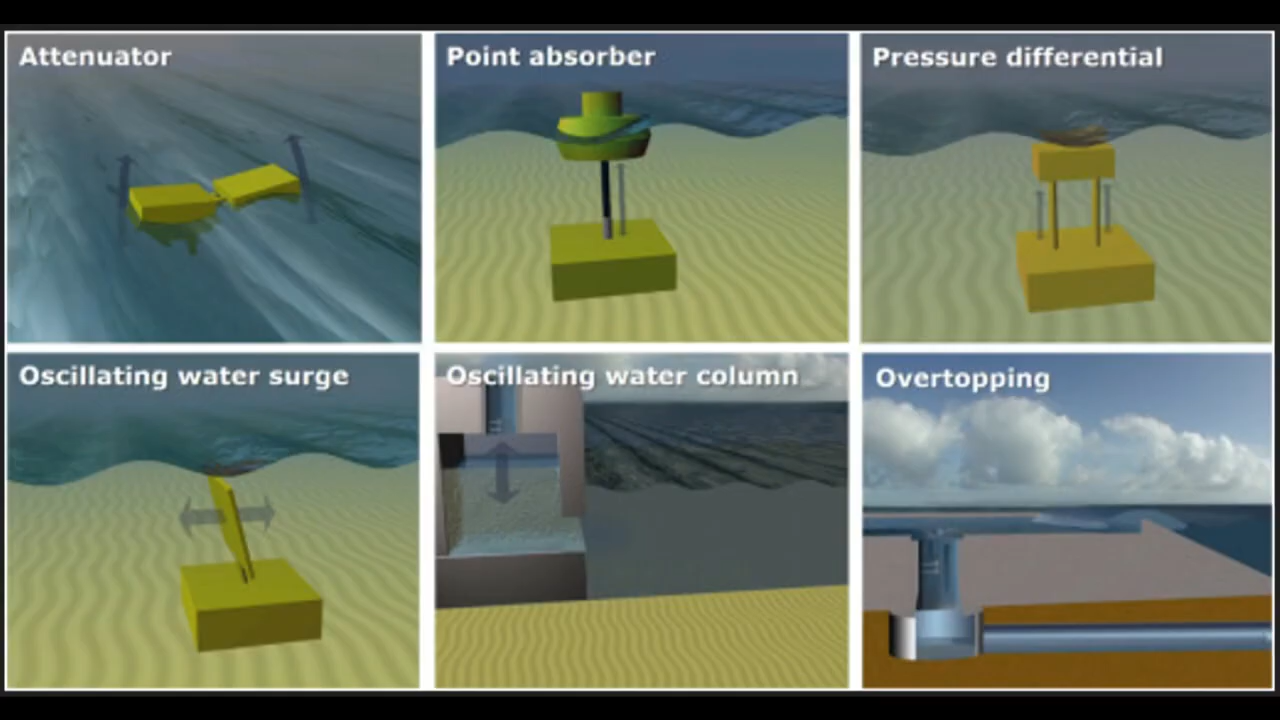 Attenuator
Point absorber
Pressure differential
Oscillating water surge
Oscillating water column
Overtopping